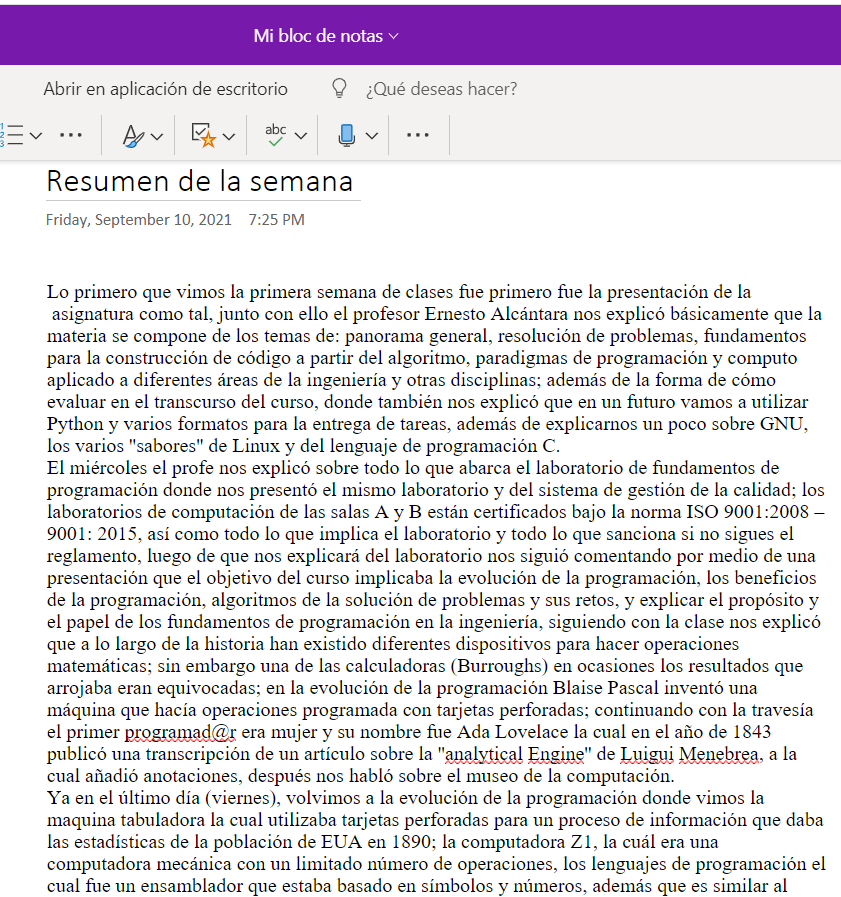 Mi bloc de notas
Abrir en aplicación de escritorio ¿Qué deseas hacer?
1
2
3
abc
Resumen de la semana
Friday, September 10, 2021 7:25 PM
Lo primero que vimos la primera semana de clases fue primero fue la presentación de la
asignatura como tal, junto con ello el profesor Ernesto Alcántara nos explicó básicamente que la
materia se compone de los temas de: panorama general, resolución de problemas, fundamentos
para la construcción de código a partir del algoritmo, paradigmas de programación y computo
aplicado a diferentes áreas de la ingeniería y otras disciplinas; además de la forma de cómo
evaluar en el transcurso del curso, donde también nos explicó que en un futuro vamos a utilizar
Python y varios formatos para la entrega de tareas, además de explicarnos un poco sobre GNU,
los varios "sabores" de Linux y del lenguaje de programación C.
El miércoles el profe nos explicó sobre todo lo que abarca el laboratorio de fundamentos de
programación donde nos presentó el mismo laboratorio y del sistema de gestión de la calidad; los
laboratorios de computación de las salas A y B están certificados bajo la norma ISO 9001:2008 –
9001: 2015, así como todo lo que implica el laboratorio y todo lo que sanciona si no sigues el
reglamento, luego de que nos explicará del laboratorio nos siguió comentando por medio de una
presentación que el objetivo del curso implicaba la evolución de la programación, los beneficios
de la programación, algoritmos de la solución de problemas y sus retos, y explicar el propósito y
el papel de los fundamentos de programación en la ingeniería, siguiendo con la clase nos explicó
que a lo largo de la historia han existido diferentes dispositivos para hacer operaciones
matemáticas; sin embargo una de las calculadoras (Burroughs) en ocasiones los resultados que
arrojaba eran equivocadas; en la evolución de la programación Blaise Pascal inventó una
máquina que hacía operaciones programada con tarjetas perforadas; continuando con la travesía
el primer programad@r era mujer y su nombre fue Ada Lovelace la cual en el año de 1843
publicó una transcripción de un artículo sobre la "analytical Engine" de Luigui Menebrea, a la
cual añadió anotaciones, después nos habló sobre el museo de la computación.
Ya en el último día (viernes), volvimos a la evolución de la programación donde vimos la
maquina tabuladora la cual utilizaba tarjetas perforadas para un proceso de información que daba
las estadísticas de la población de EUA en 1890; la computadora Z1, la cuál era una
computadora mecánica con un limitado número de operaciones, los lenguajes de programación el
cual fue un ensamblador que estaba basado en símbolos y números, además que es similar al